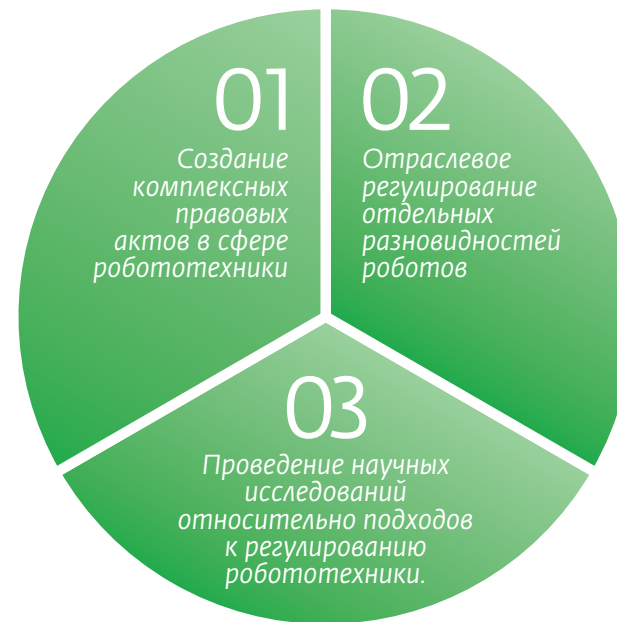 01
Создание
комплексных
правовых
актов в сфере
робототехники
02
Отраслевое
регулирование
отдельных
разновидностей
роботов
03
Проведение научных
исследований
относительно подходов
к регулированию
робототехники.